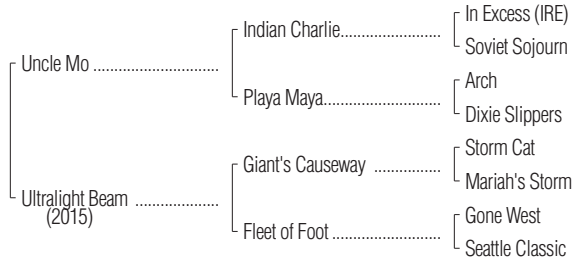 In Excess (IRE)
Indian Charlie....................
Soviet Sojourn
Uncle Mo .........................
Arch
Playa Maya.......................
Dixie Slippers
Storm Cat
Giant's Causeway .............
Mariah's Storm
Ultralight Beam ................
(2015)
Gone West
Fleet of Foot .....................
Seattle Classic